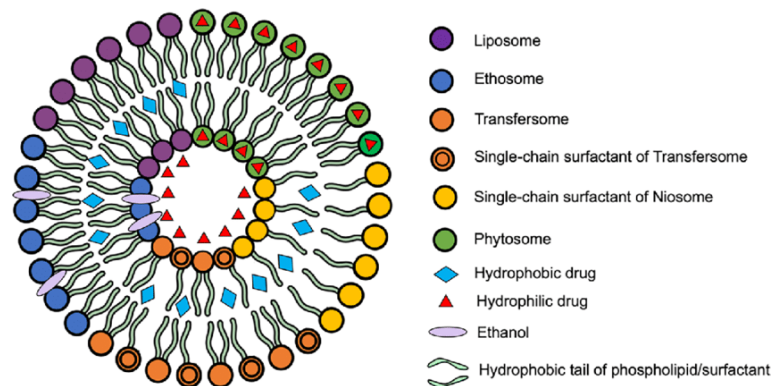 Liposome
Ethosome
Transfersome
Single-chain surfactant of Transfersome
Single-chain surfactant of Niosome
Phytosome
Hydrophobic drug
Hydrophilic drug
Ethanol
Hydrophobic tail of phospholipid/surfactant